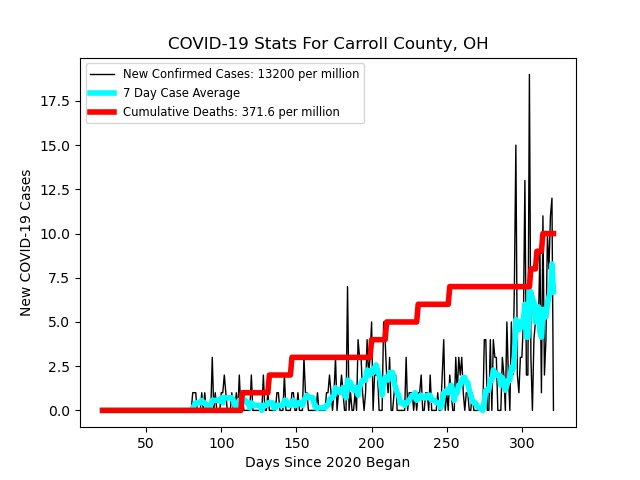 COVID-19 Stats For Carroll County, OH
New Confirmed Cases: 13200 per million
7 Day Case Average
Cumulative Deaths: 371.6 per million
New COVID-19 Cases
17.5
15.0
12.5
10.0
7.5
5.0
2.5
0.0
50
100
150
200
250
300
Days Since 2020 Began